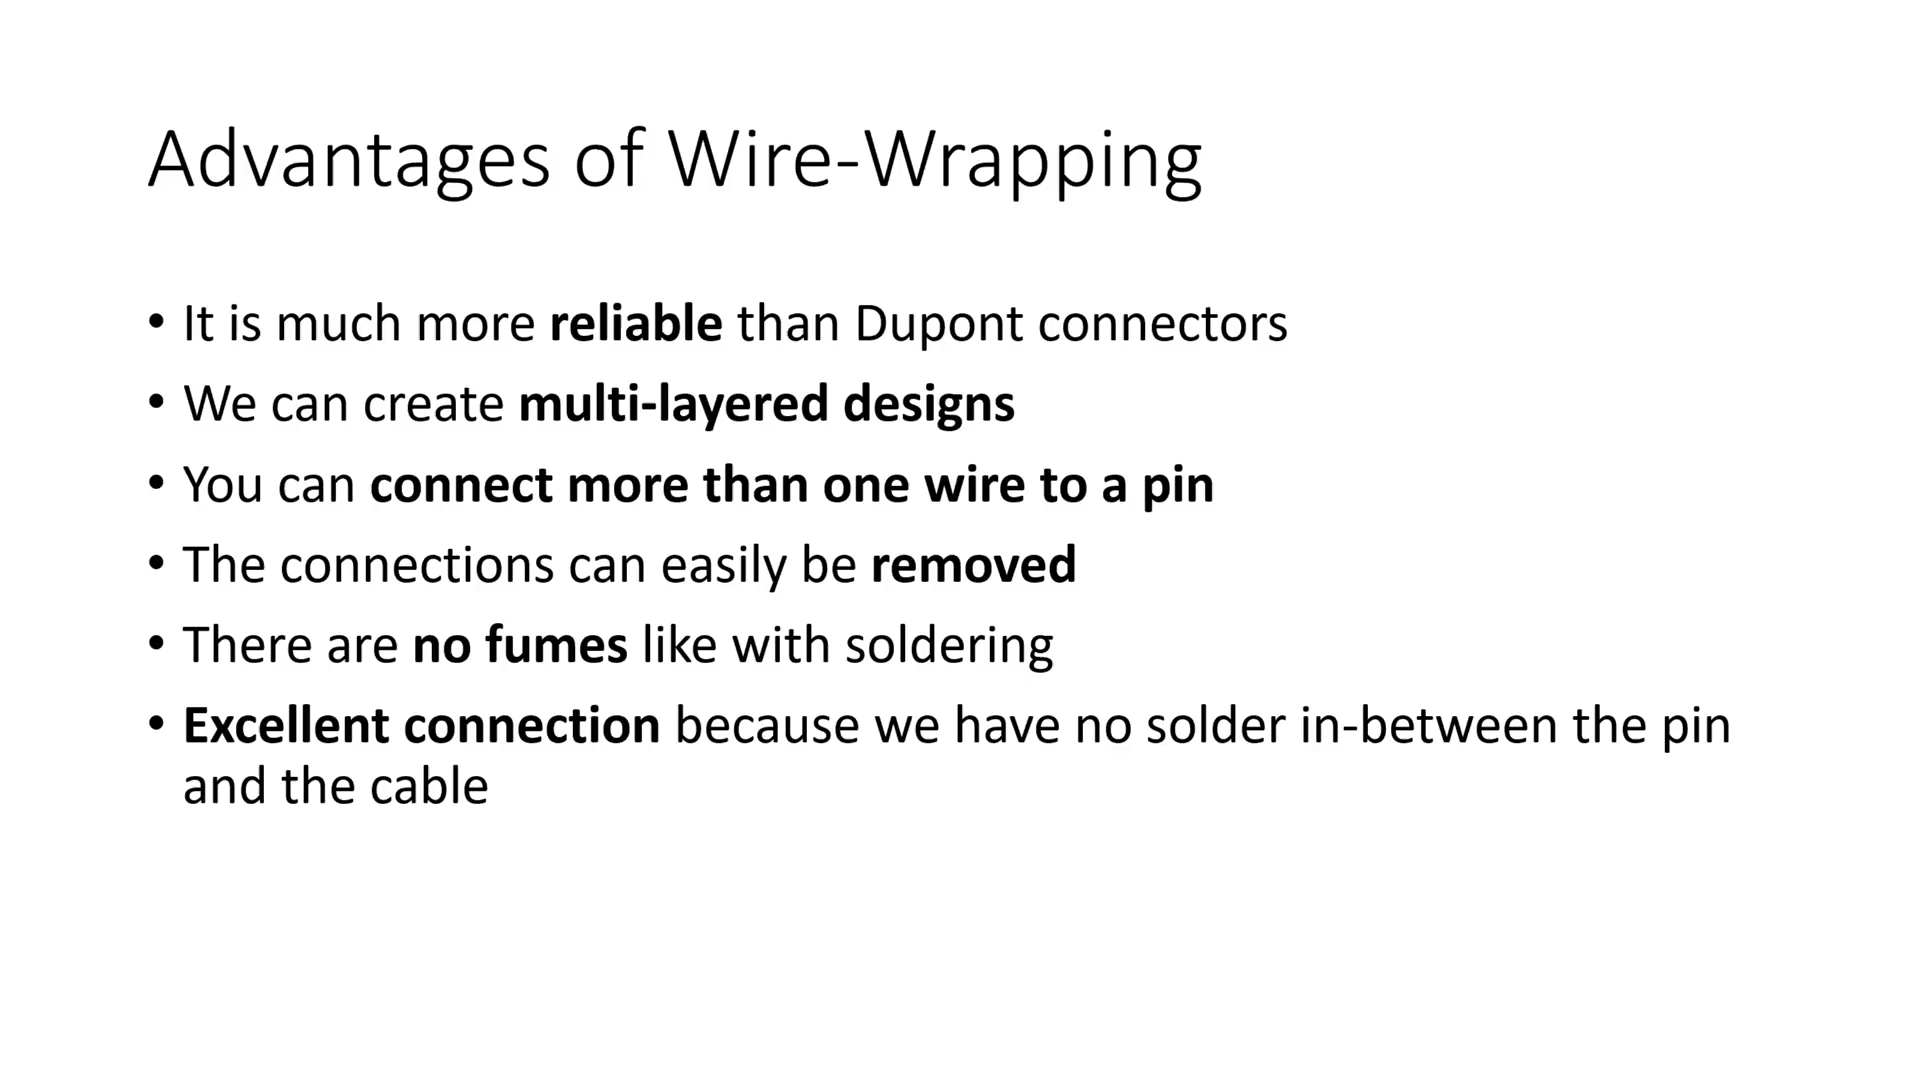 Advantages of Wire-Wrapping
• It is much more reliable than Dupont connectors
• We can create multi-layered designs
• You can connect more than one wire to a pin
• The connections can easily be removed
• There are no fumes like with soldering
• Excellent connection because we have no solder in-between the pin
and the cable